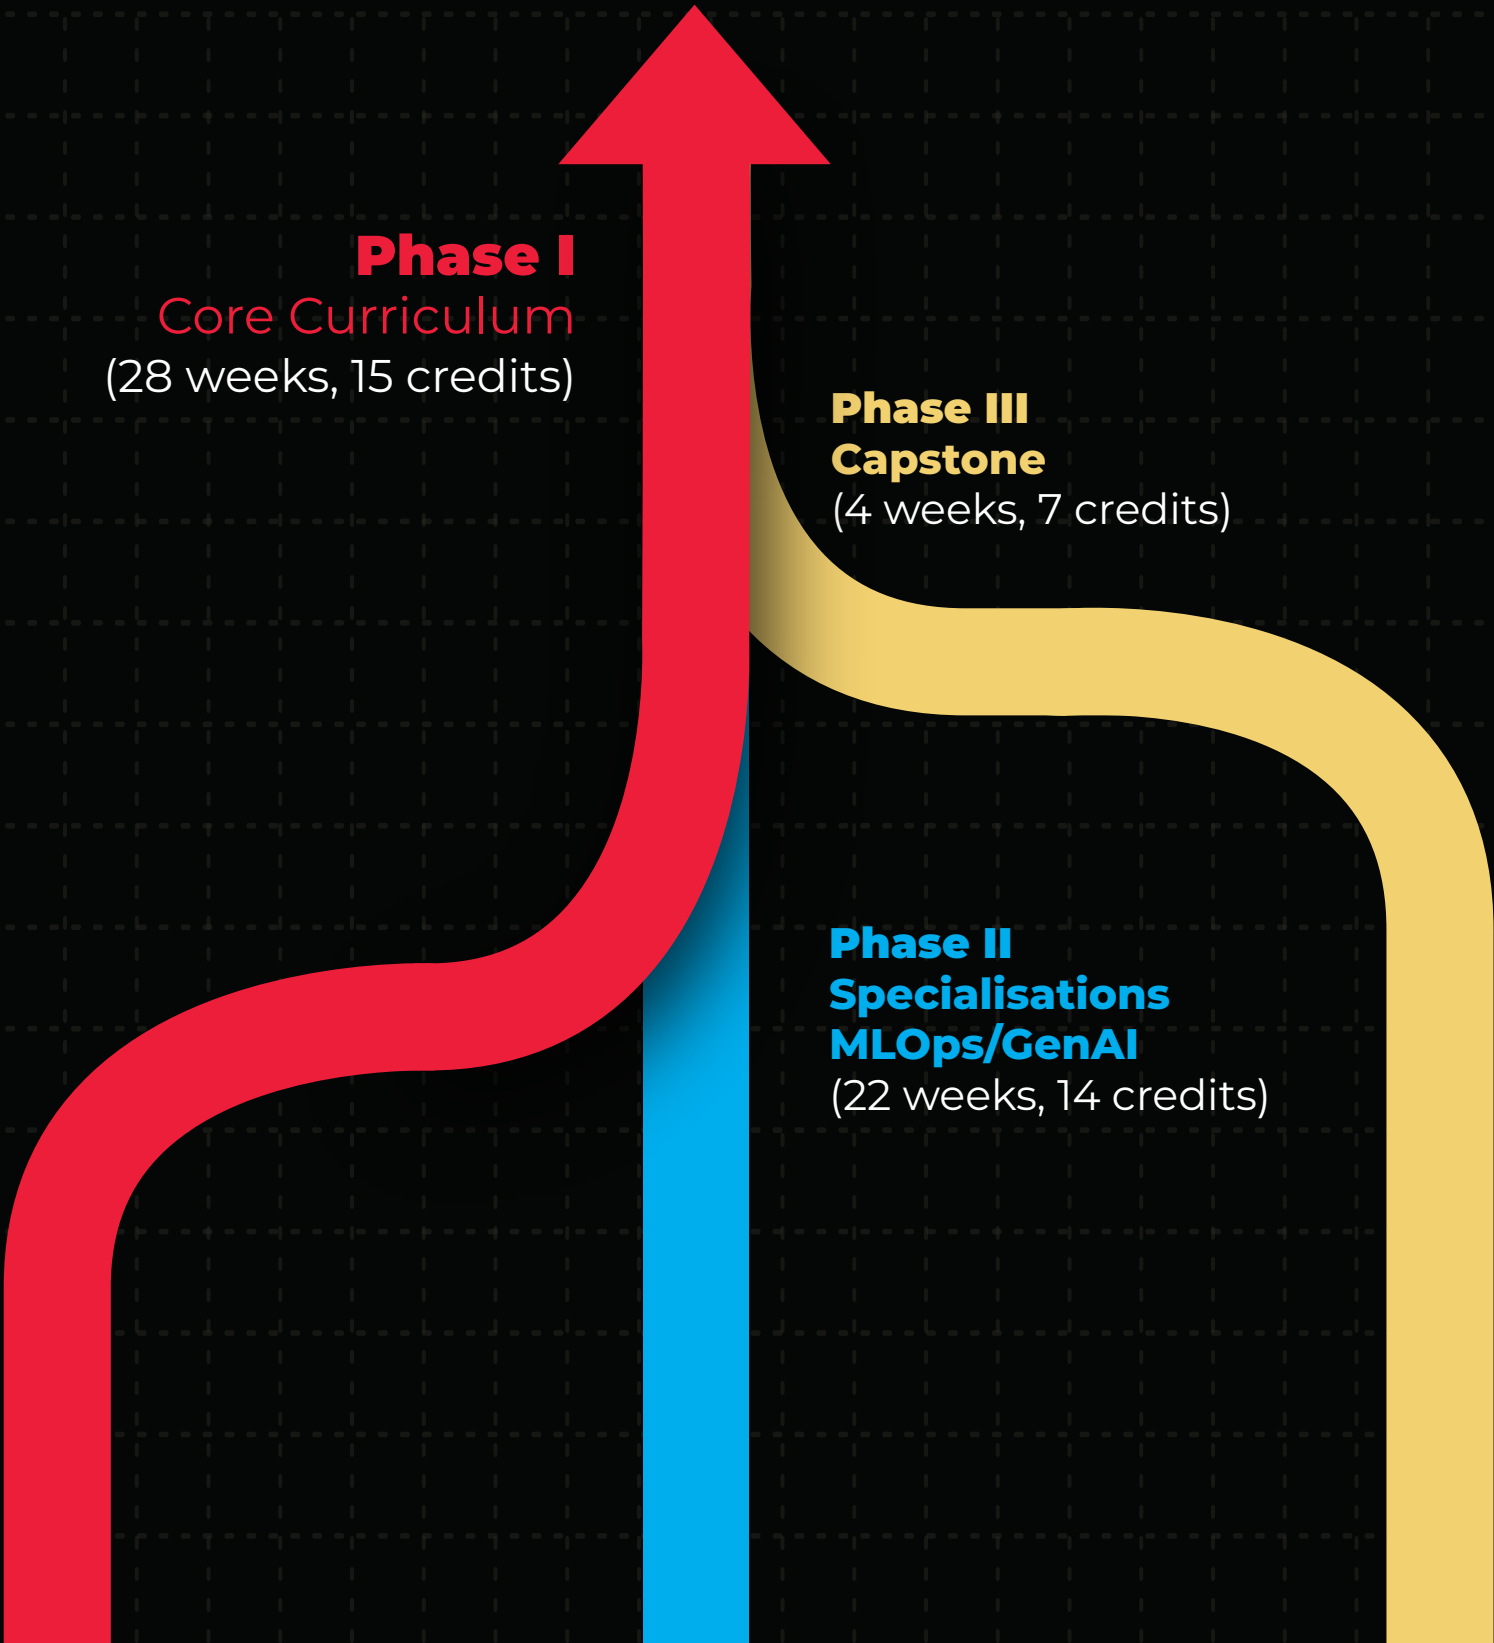 Phase I
Core Curriculum
(28 weeks, 15 credits)
Phase III
Capstone
(4 weeks, 7 credits)
Phase II
Specialisations
MLOps/GenAI
(22 weeks, 14 credits)